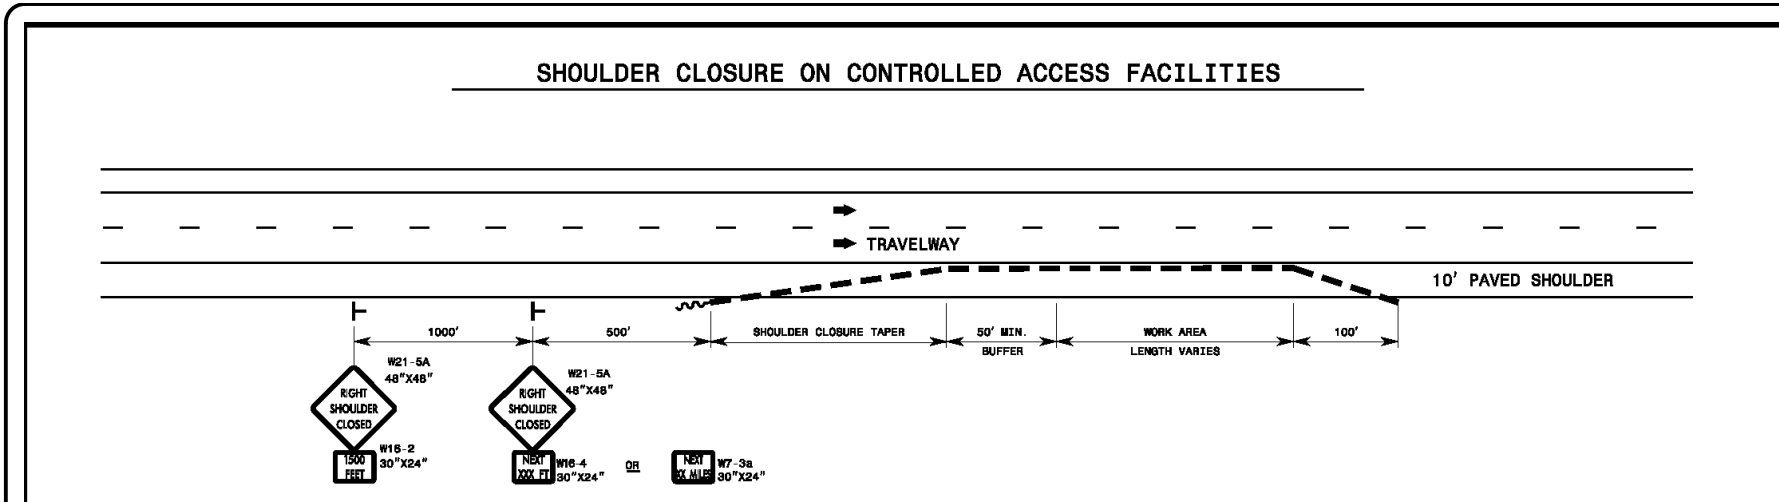 SHOULDER CLOSURE ON CONTROLLED ACCESS FACILITIES
TRAVELWAY
10' PAVED SHOULDER
1000'
500'
SHOULDER CLOSURE TAPER
50' MIN.
BUFFER
WORK AREA
LENGTH VARIES
100'
W21-5A
48"X48"
RIGHT
SHOULDER
CLOSED
1500
FEET
W16-2
30"X24"
W21-5A
48"X48"
RIGHT
SHOULDER
CLOSED
NEXT
XXX FT
W16-4
30"X24"
OR
NEXT
XX MILES
W7-3a
30"X24"